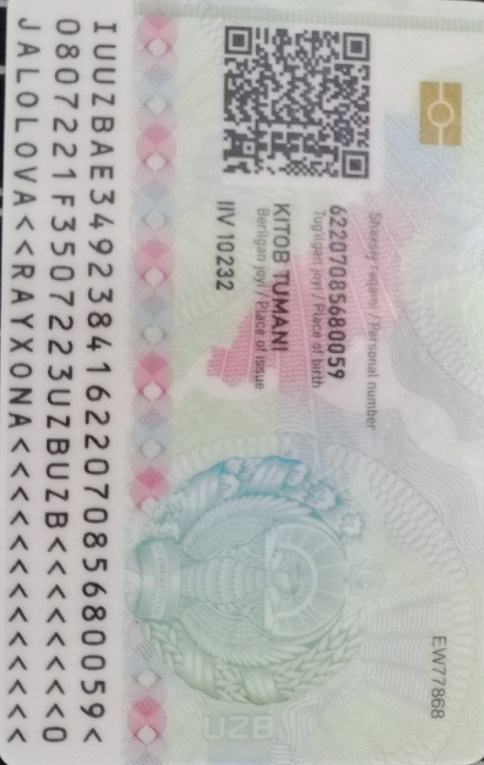 Shaxsiy raqami / Personal number
62207085680059
Tug'ilgan joyi / Place of birth
KITOB TUMANI
Berilgan joyi / Place of issue
IIV 10232
EW77868
UZB
IUUZBAE3492384162207085680059<
0807221F3507223UZBUZB<<<<<<<0
JALOLOVA<<RAYXONA<<<<<<<<<<<<<